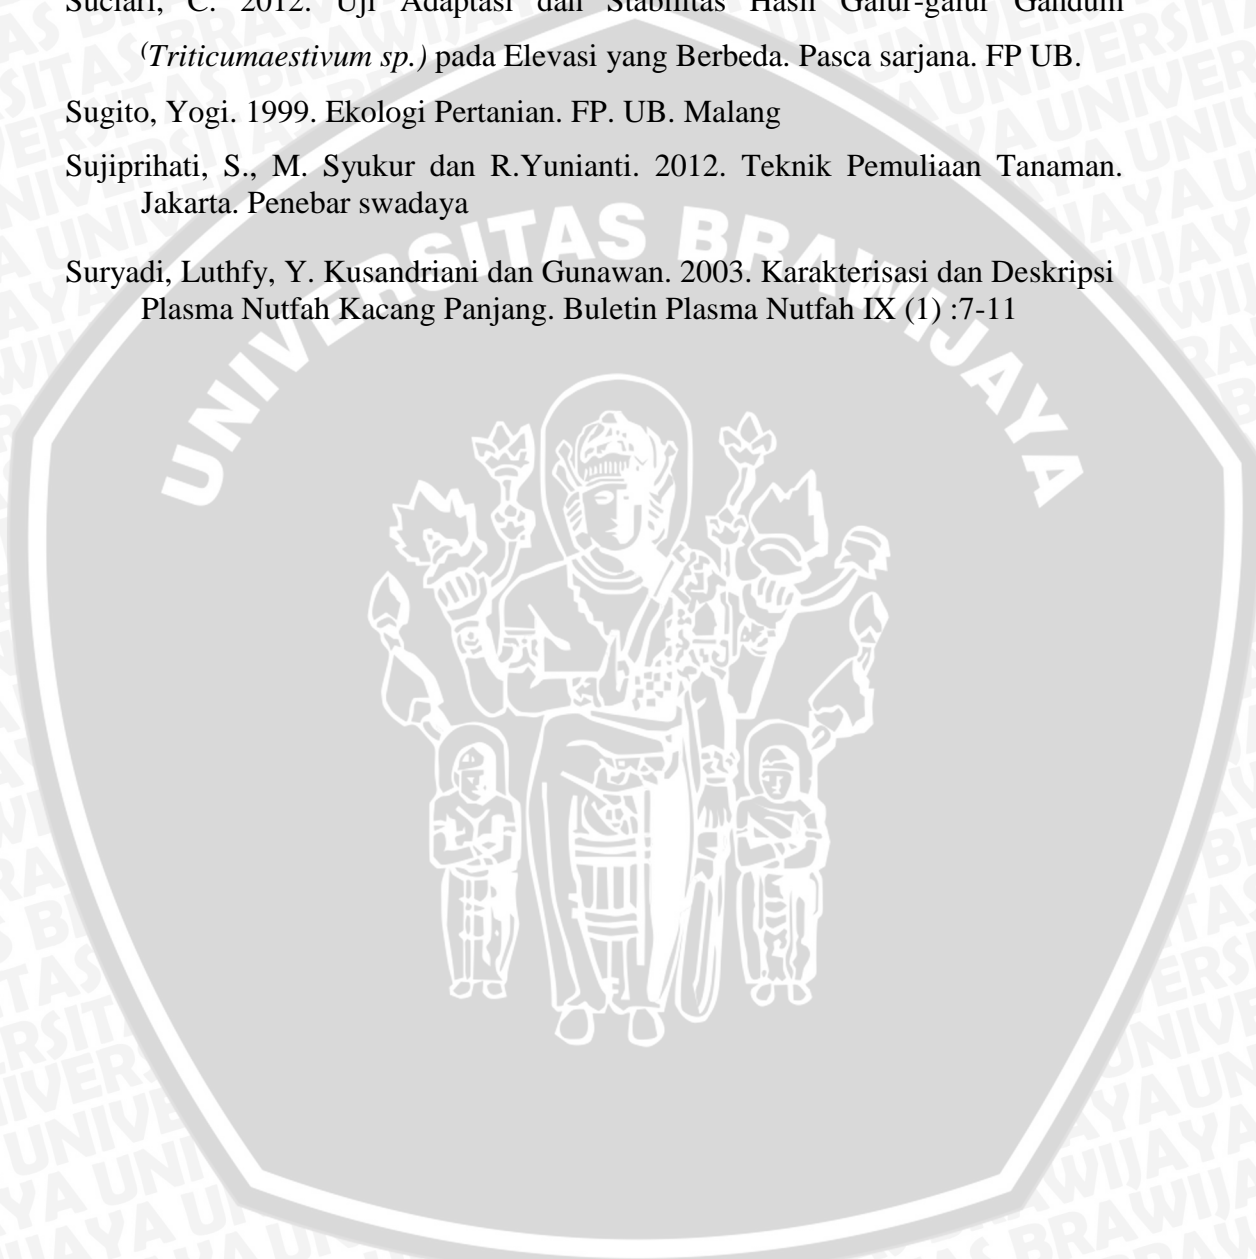 Suciari, C. 2012. Uji Adaptasi dan Stabilitas Hasil Galur-galur Gandum
(Triticumaestivum sp.) pada Elevasi yang Berbeda. Pasca sarjana. FP UB.
Sugito, Yogi. 1999. Ekologi Pertanian. FP. UB. Malang
Sujiprihati, S., M. Syukur dan R.Yunianti. 2012. Teknik Pemuliaan Tanaman.
Jakarta. Penebar swadaya
Suryadi, Luthfy, Y. Kusandriani dan Gunawan. 2003. Karakterisasi dan Deskripsi
Plasma Nutfah Kacang Panjang. Buletin Plasma Nutfah IX (1) :7-11
UNIVERSITAS BRAWIJAYA